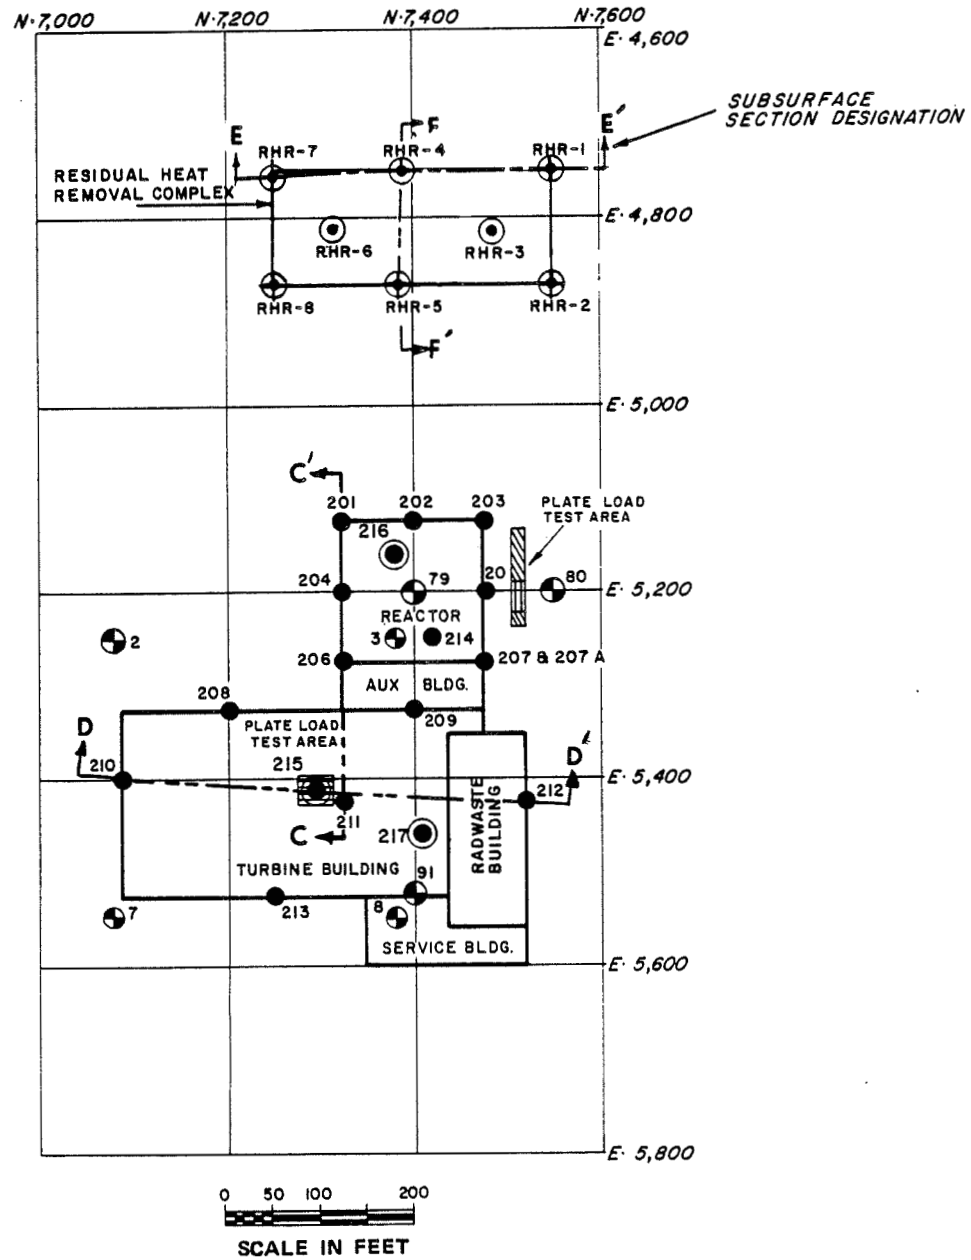 N·7,000 N·7,200 N·7,400 N·7,600
E·4,600
SUBSURFACE
SECTION DESIGNATION
E F E′
RHR-7 RHR-4 RHR-1
RESIDUAL HEAT
REMOVAL COMPLEX
E·4,800
RHR-6 RHR-3
RHR-8 RHR-5 RHR-2
F′
E·5,000
C′
201 202 203
PLATE LOAD
TEST AREA
216
204 79 20 80
E·5,200
REACTOR
2 3 214
206 207 & 207 A
AUX BLDG.
208 209
D PLATE LOAD
TEST AREA
D′
210 215 212
E·5,400
211
C 217
RADWASTE
BUILDING
TURBINE BUILDING
91
7 213 8
SERVICE BLDG.
E·5,600
E·5,800
0 50 100 200
SCALE IN FEET